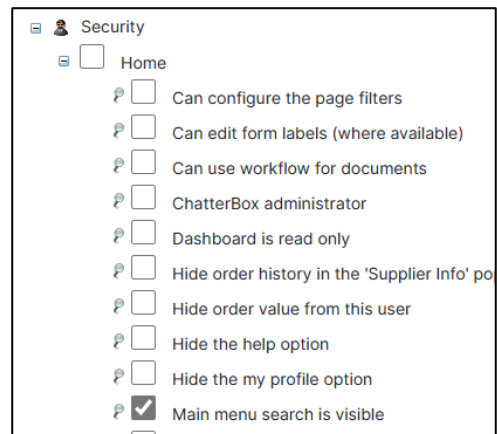 Security
Home
Can configure the page filters
Can edit form labels (where available)
Can use workflow for documents
ChatterBox administrator
Dashboard is read only
Hide order history in the 'Supplier Info'
Hide order value from this user
Hide the help option
Hide the my profile option
Main menu search is visible